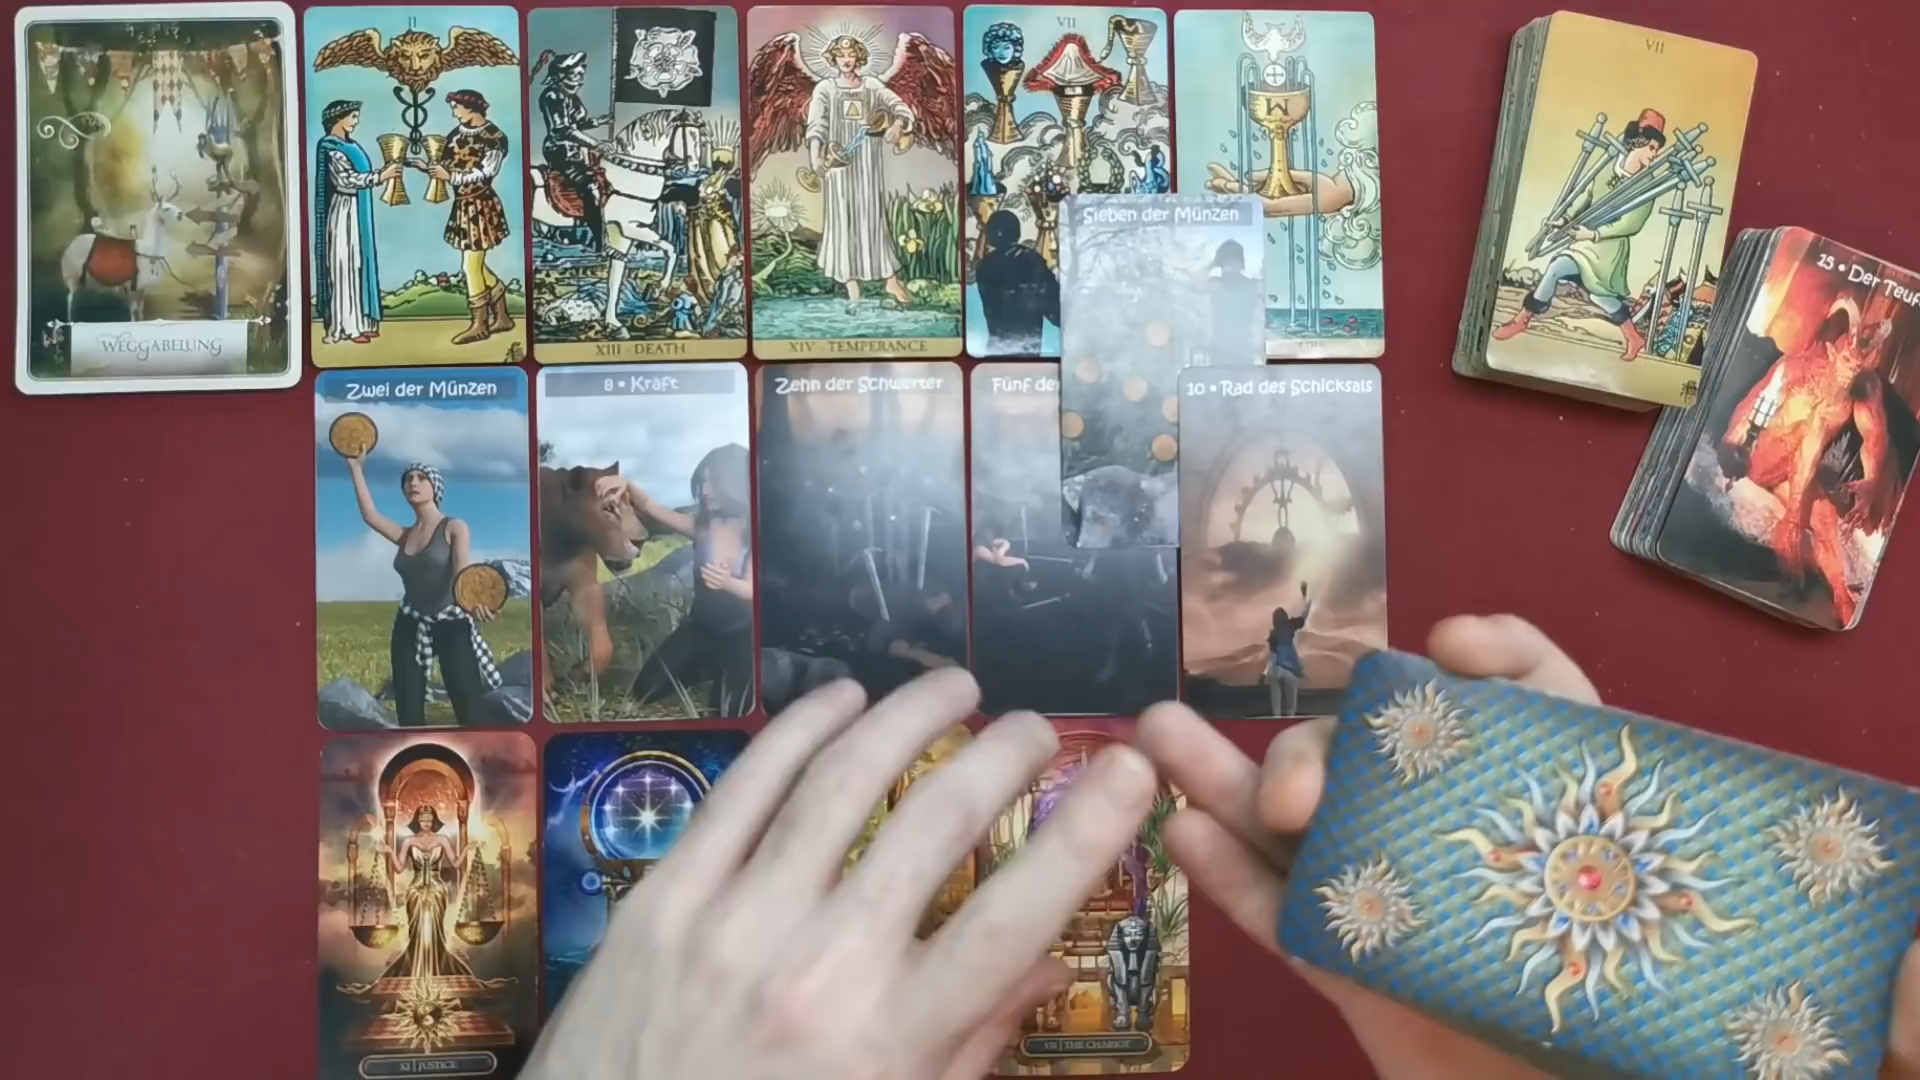 WEGGABELUNG
II
XIII DEATH
XIV TEMPERANCE
VII
VII
Sieben der Münzen
15 • Der Teuf
Zwei der Münzen
8 • Kraft
Zehn der Schwerter
Fünf der
10 • Rad des Schicksals
XI | JUSTICE
VII | THE CHARIOT